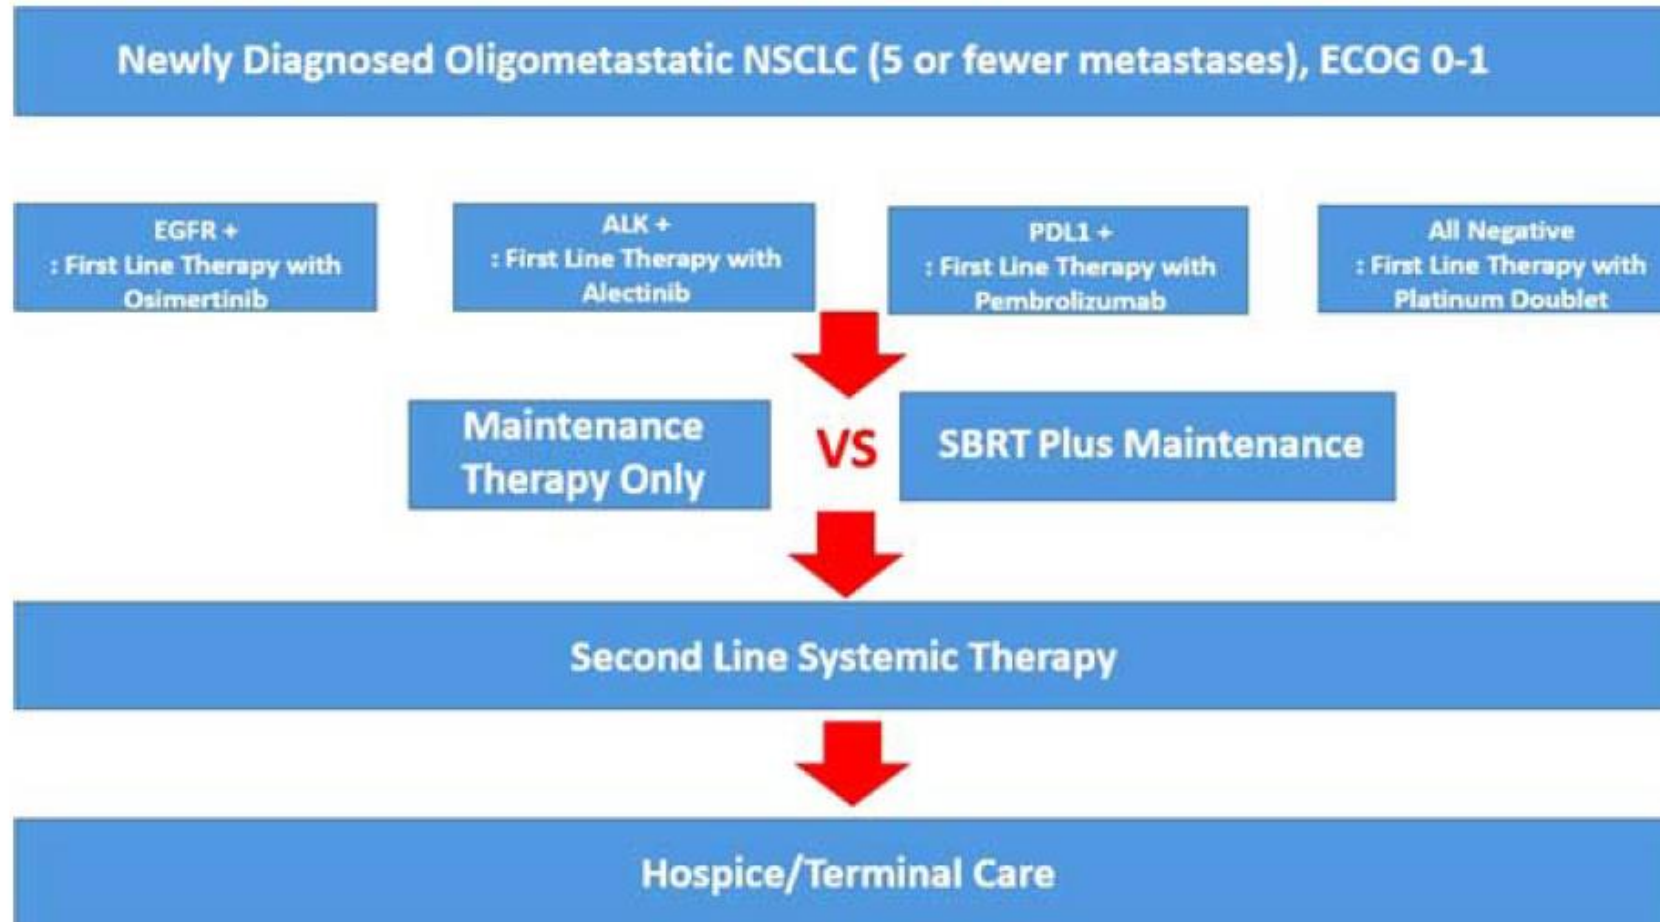 Newly Diagnosed Oligometastatic NSCLC (5 or fewer metastases), ECOG 0-1
EGFR +
: First Line Therapy with
Osimertinib
ALK +
: First Line Therapy with
Alectinib
PDL1 +
: First Line Therapy with
Pembrolizumab
All Negative
: First Line Therapy with
Platinum Doublet
Maintenance
Therapy Only
VS
SBRT Plus Maintenance
Second Line Systemic Therapy
Hospice/Terminal Care